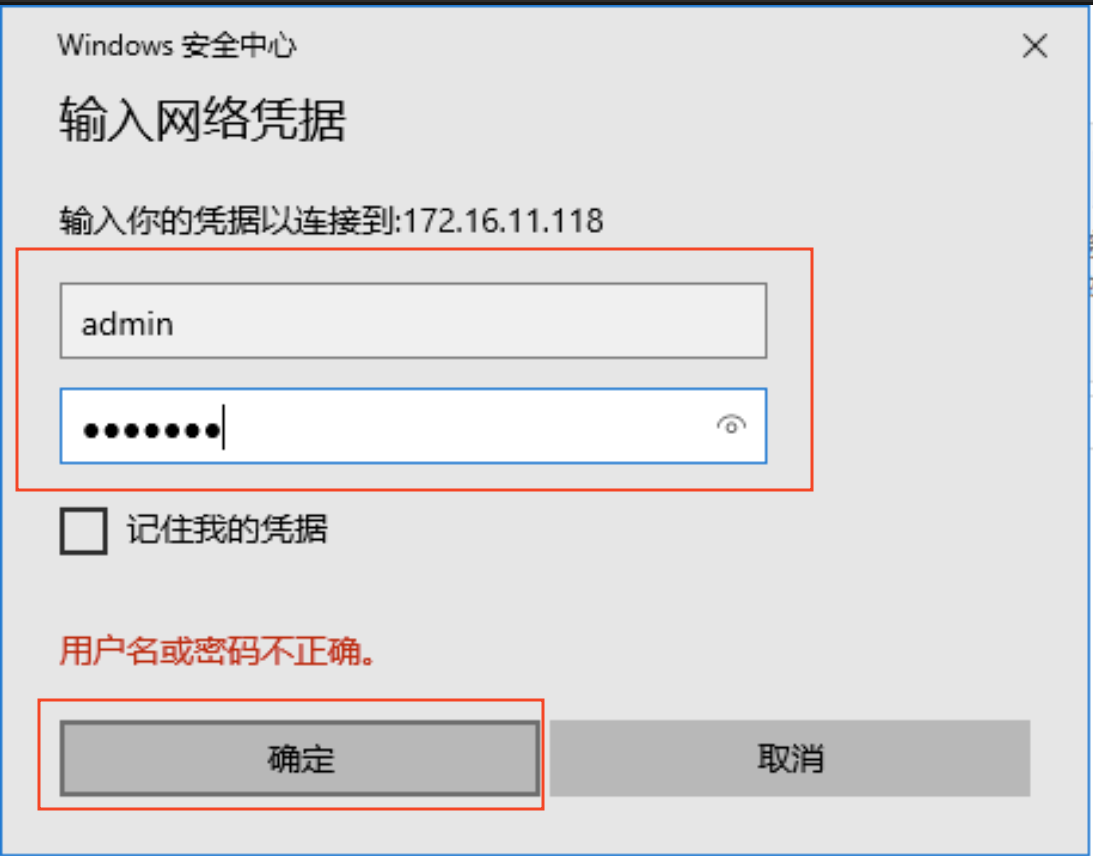 Windows 安全中心
输入网络凭据
输入你的凭据以连接到:172.16.11.118
admin
●●●●●●●
记住我的凭据
用户名或密码不正确。
确定
取消